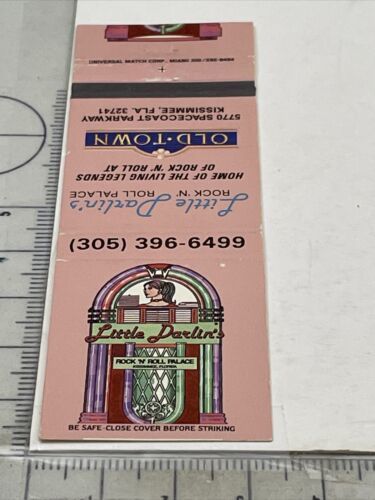 UNIVERSAL MATCH CORP. MIAMI 305/
5770 SPACECOAST PARKWAY
KISSIMMEE, FLA. 32741
OLD·TOWN
HOME OF THE LIVING LEGENDS
OF ROCK 'N' ROLL AT
Little Darlin's
ROCK 'N' ROLL PALACE
(305) 396-6499
Little Darlin's
ROCK 'N' ROLL PALACE
KISSIMMEE, FLORIDA
BE SAFE-CLOSE COVER BEFORE STRIKING